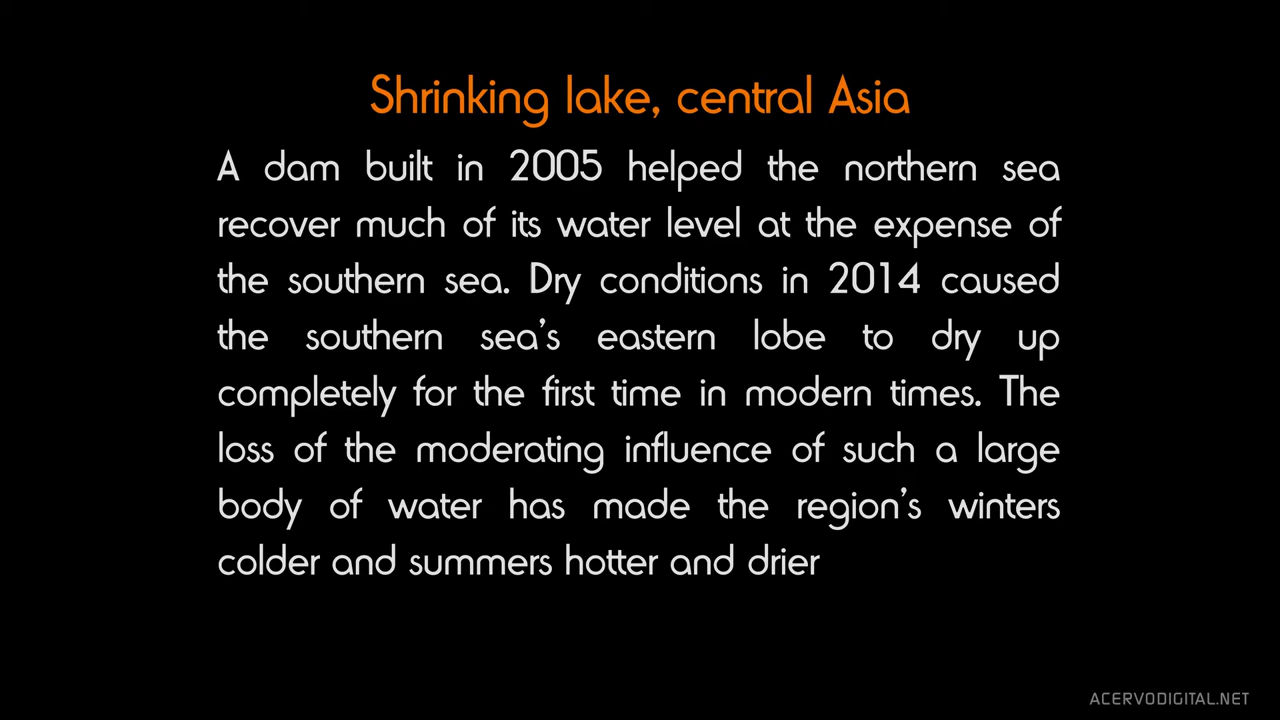 Shrinking lake, central Asia
A dam built in 2005 helped the northern sea
recover much of its water level at the expense of
the southern sea. Dry conditions in 2014 caused
the southern sea’s eastern lobe to dry up
completely for the first time in modern times. The
loss of the moderating influence of such a large
body of water has made the region’s winters
colder and summers hotter and drier
ACERVODIGITAL.NET